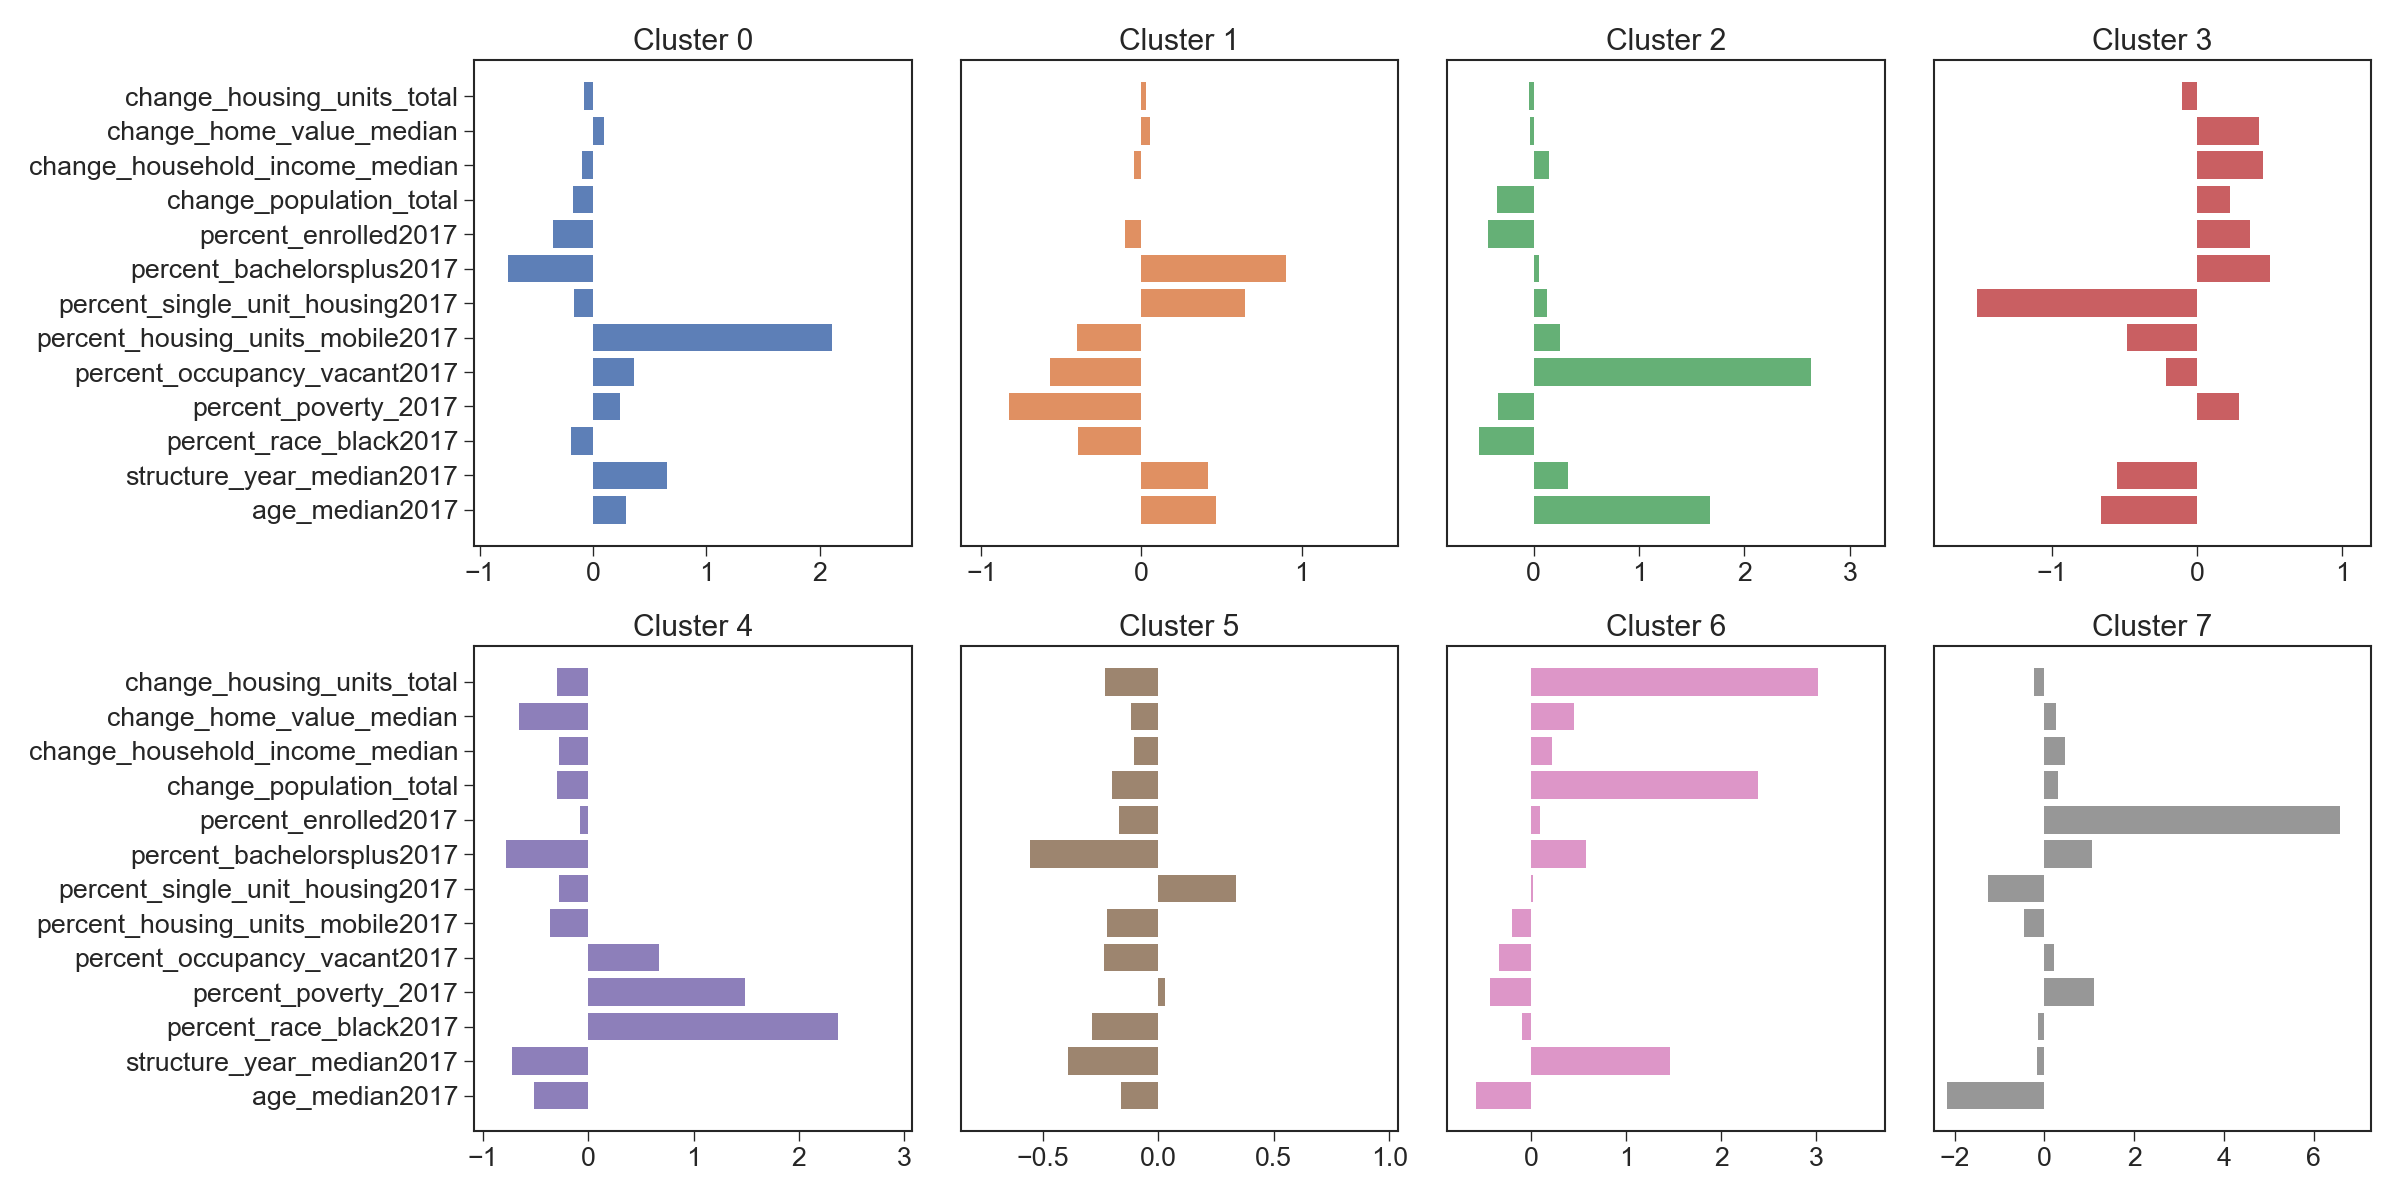 Cluster 0
Cluster 1
Cluster 2
Cluster 3
change_housing_units_total
change_home_value_median
change_household_income_median
change_population_total
percent_enrolled2017
percent_bachelorsplus2017
percent_single_unit_housing2017
percent_housing_units_mobile2017
percent_occupancy_vacant2017
percent_poverty_2017
percent_race_black2017
structure_year_median2017
age_median2017
−1 0 1 2
−1 0 1
0 1 2 3
−1 0 1
Cluster 4
Cluster 5
Cluster 6
Cluster 7
change_housing_units_total
change_home_value_median
change_household_income_median
change_population_total
percent_enrolled2017
percent_bachelorsplus2017
percent_single_unit_housing2017
percent_housing_units_mobile2017
percent_occupancy_vacant2017
percent_poverty_2017
percent_race_black2017
structure_year_median2017
age_median2017
−1 0 1 2 3
−0.5 0.0 0.5 1.0
0 1 2 3
−2 0 2 4 6